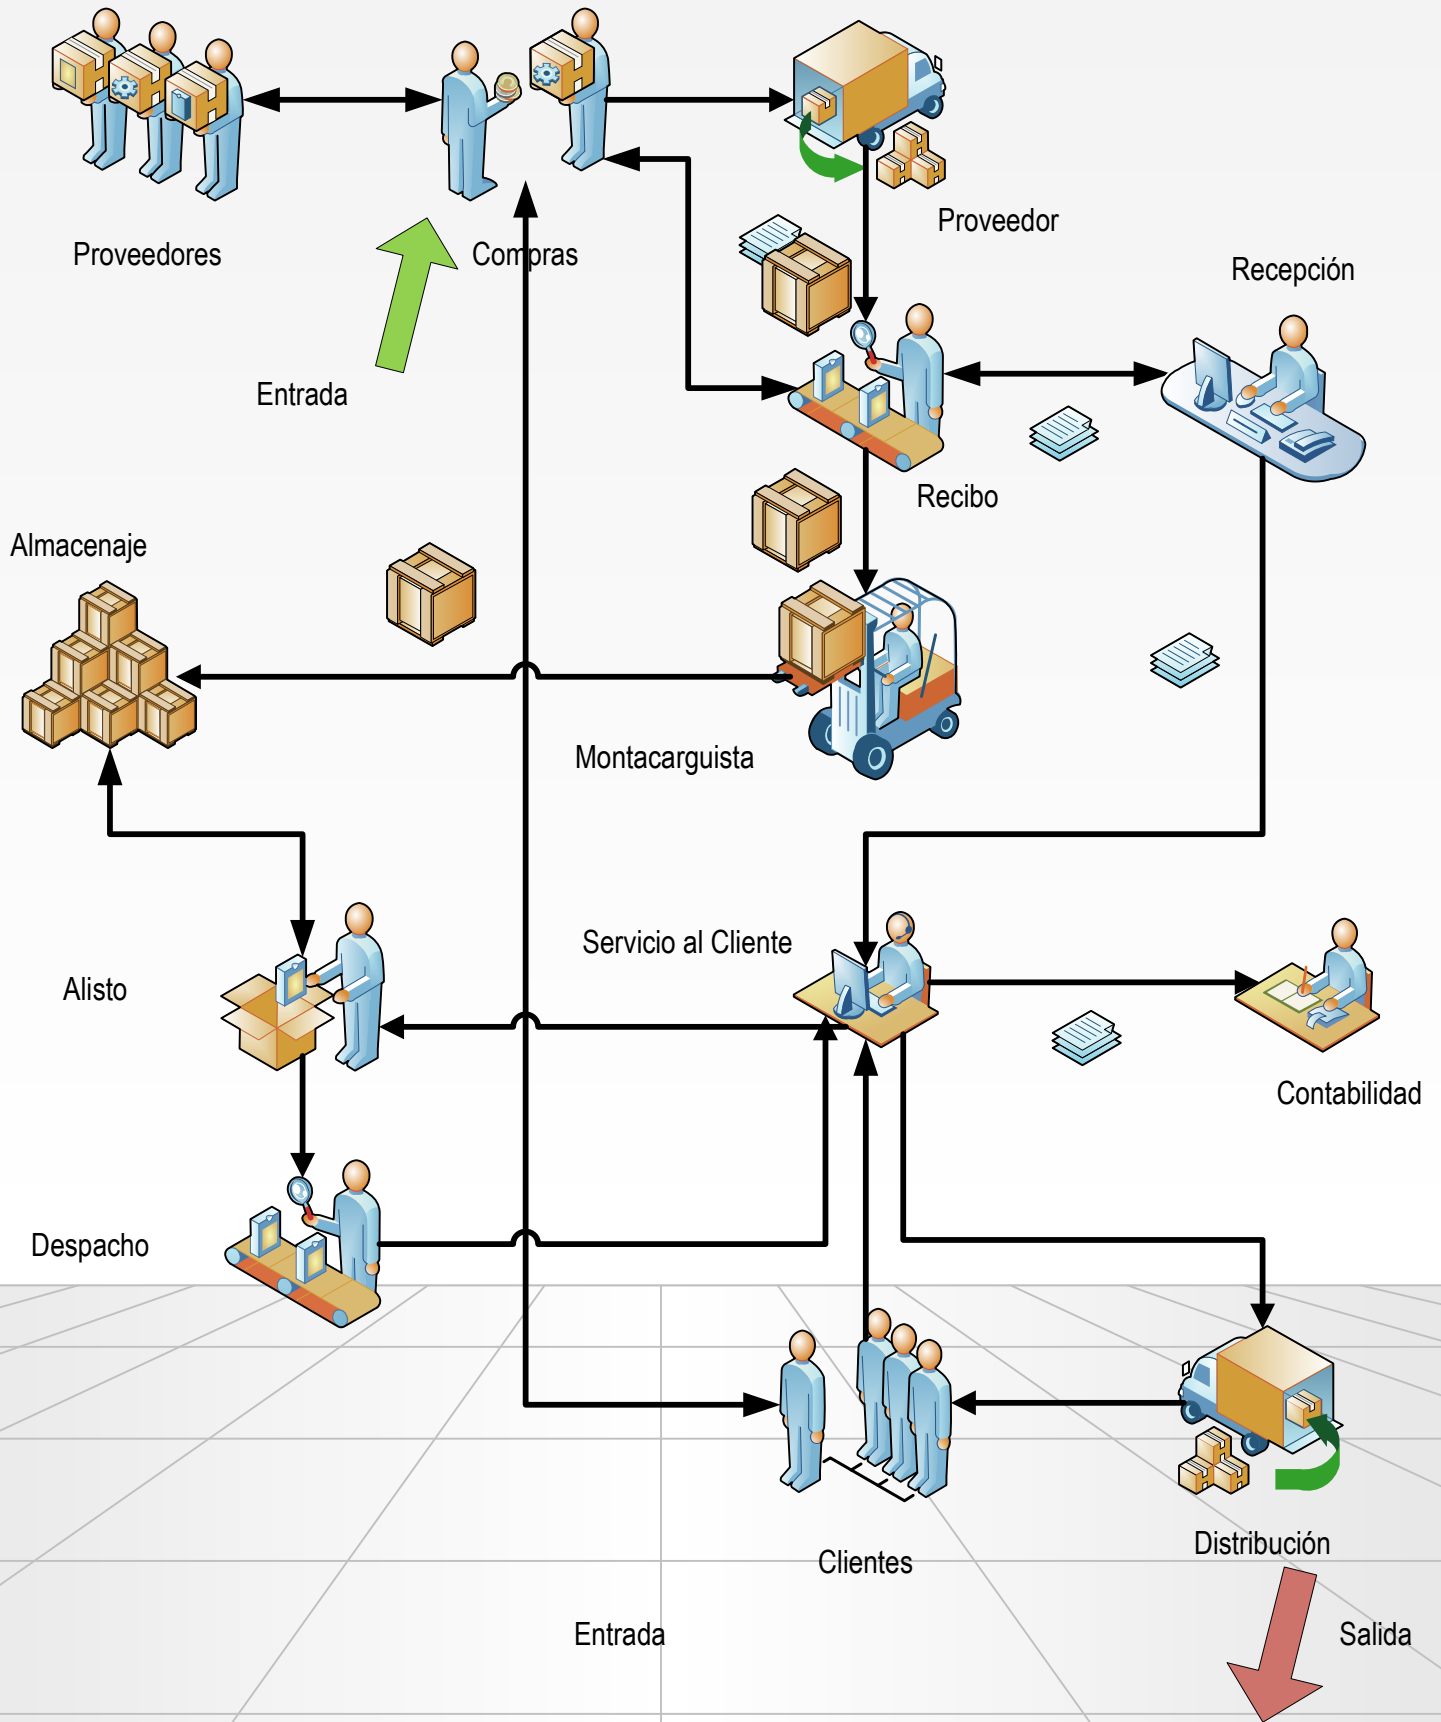 Proveedor
Proveedores
Compras
Recepción
Entrada
Recibo
Almacenaje
Montacarguista
Servicio al Cliente
Alisto
Contabilidad
Despacho
Distribución
Clientes
Entrada
Salida